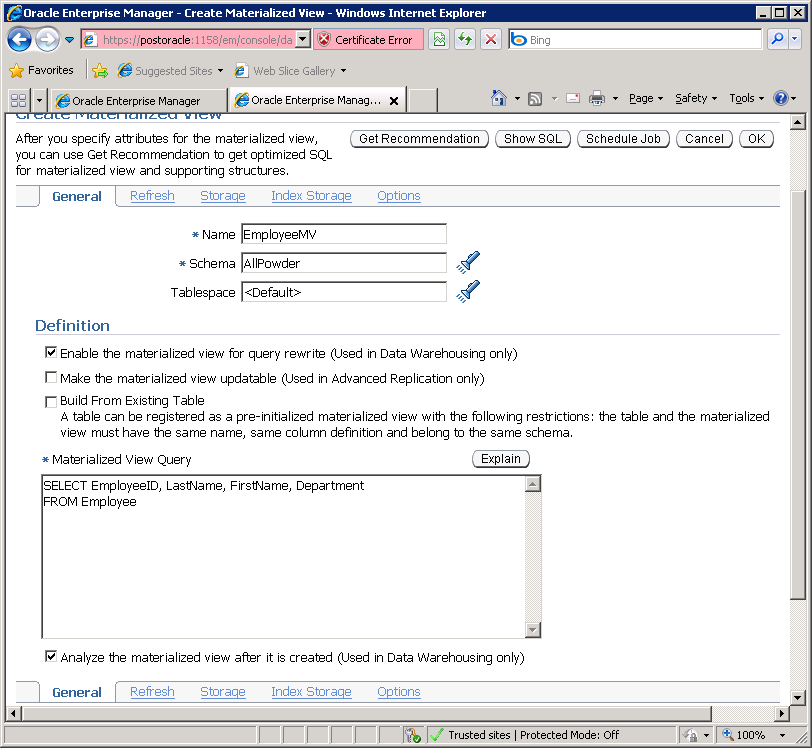 Oracle Enterprise Manager - Create Materialized View - Windows Internet Explorer
https://postoracle:1158/em/console/da
Certificate Error
Bing
Favorites
Suggested Sites
Web Slice Gallery
Oracle Enterprise Manager
Oracle Enterprise Manag...
Page
Safety
Tools
Create Materialized View
After you specify attributes for the materialized view,
you can use Get Recommendation to get optimized SQL
for materialized view and supporting structures.
Get Recommendation
Show SQL
Schedule Job
Cancel
OK
General
Refresh
Storage
Index Storage
Options
* Name EmployeeMV
* Schema AllPowder
Tablespace <Default>
Definition
Enable the materialized view for query rewrite (Used in Data Warehousing only)
Make the materialized view updatable (Used in Advanced Replication only)
Build From Existing Table
A table can be registered as a pre-initialized materialized view with the following restrictions: the table and the materialized
view must have the same name, same column definition and belong to the same schema.
* Materialized View Query
Explain
SELECT EmployeeID, LastName, FirstName, Department
FROM Employee
Analyze the materialized view after it is created (Used in Data Warehousing only)
General
Refresh
Storage
Index Storage
Options
Trusted sites | Protected Mode: Off
100%